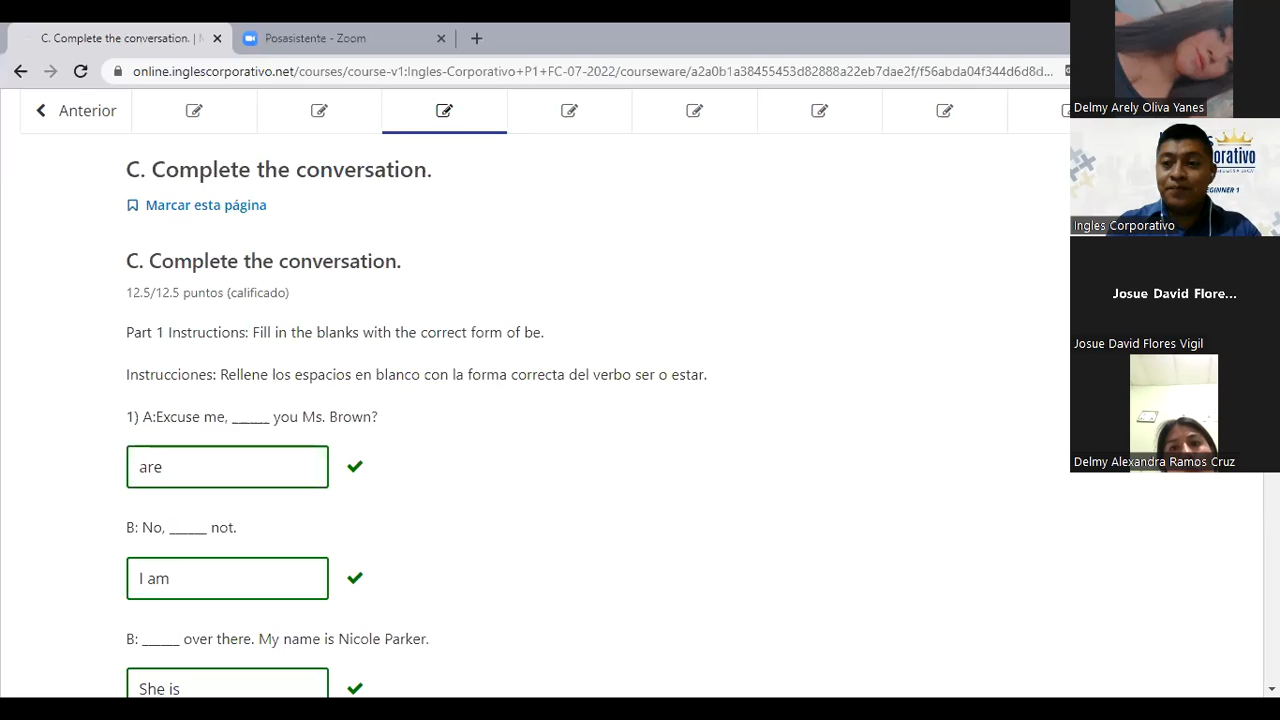 C. Complete the conversation. |
Posasistente - Zoom
online.inglescorporativo.net/courses/course-v1:Ingles-Corporativo+P1+FC-07-2022/courseware/a2a0b1a38455453d82888a22eb7dae2f/f56abda04f344d6d8d...
Anterior
C. Complete the conversation.
Marcar esta página
C. Complete the conversation.
12.5/12.5 puntos (calificado)
Part 1 Instructions: Fill in the blanks with the correct form of be.
Instrucciones: Rellene los espacios en blanco con la forma correcta del verbo ser o estar.
1) A:Excuse me, ______ you Ms. Brown?
are
B: No, ______ not.
I am
B: ______ over there. My name is Nicole Parker.
She is
Delmy Arely Oliva Yanes
orativo
EGINNER 1
Ingles Corporativo
Josue David Flore...
Josue David Flores Vigil
Delmy Alexandra Ramos Cruz